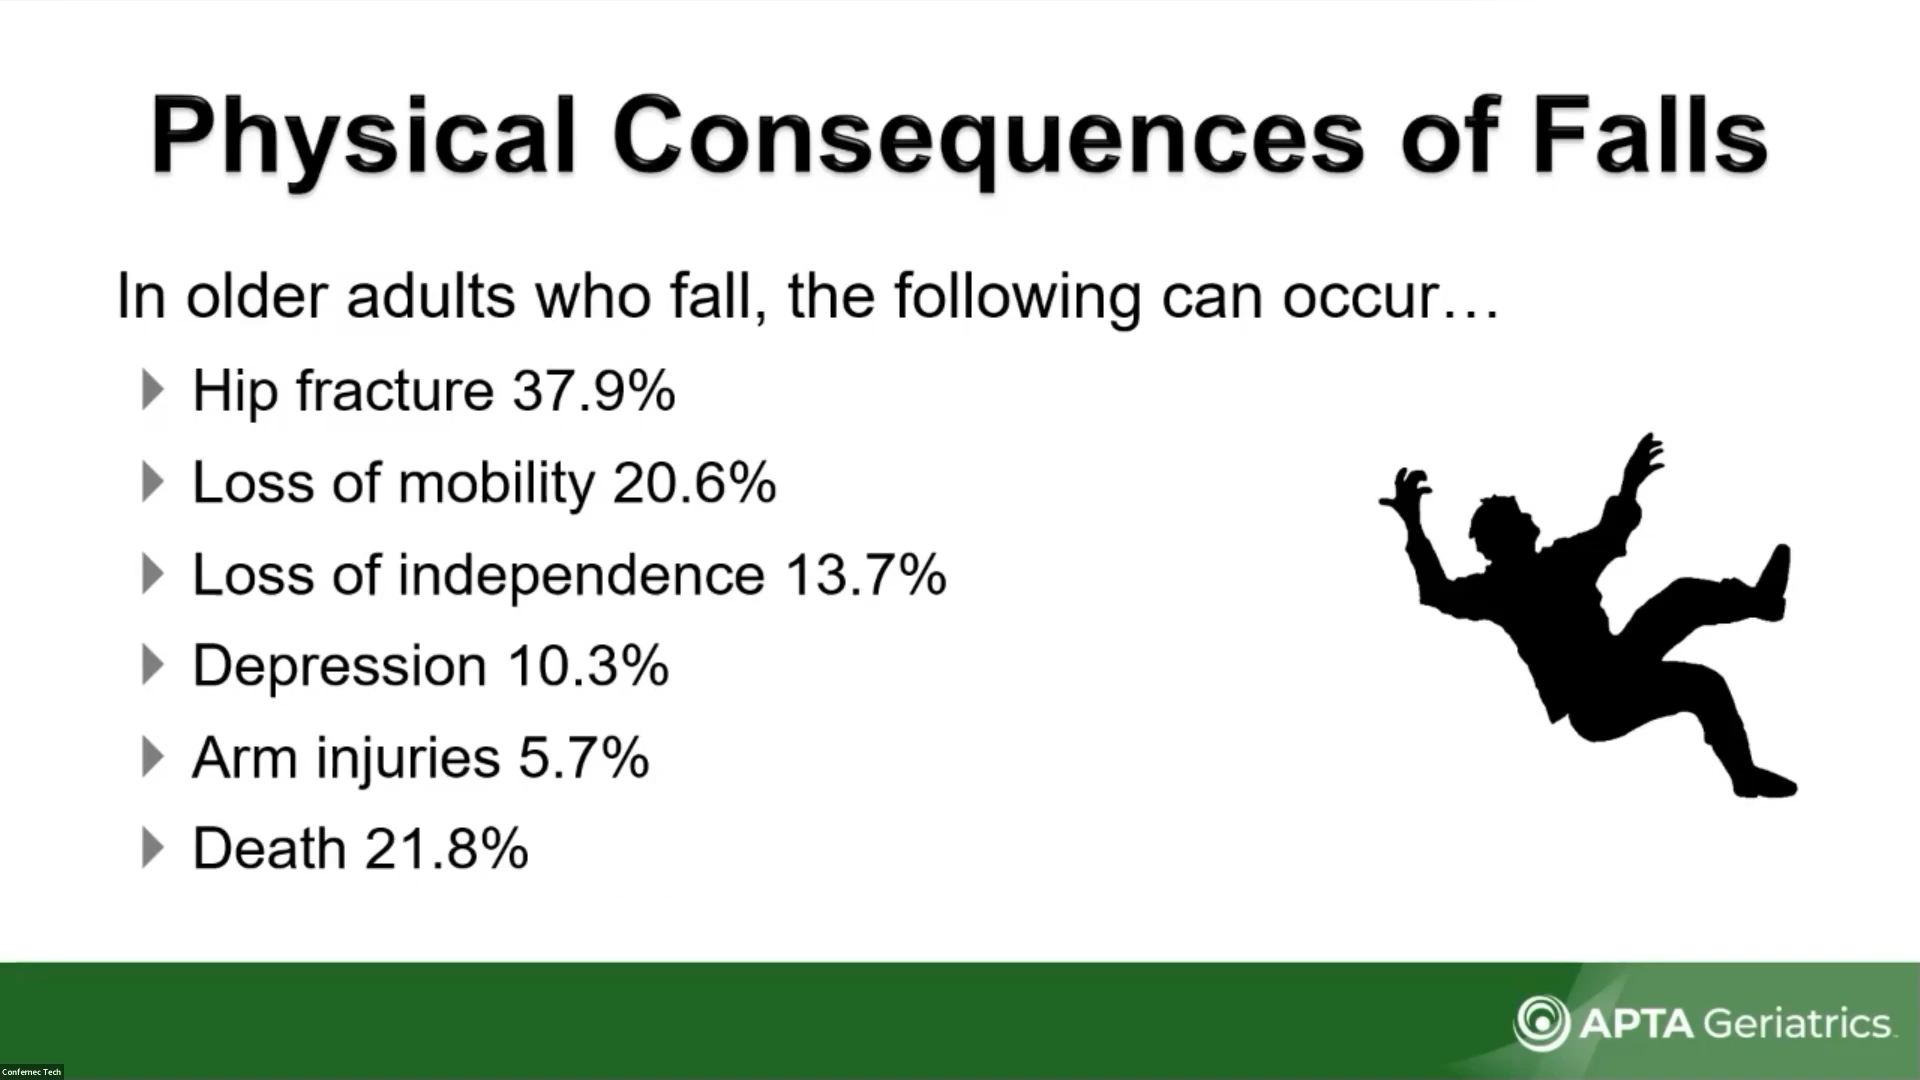 Physical Consequences of Falls
In older adults who fall, the following can occur…
Hip fracture 37.9%
Loss of mobility 20.6%
Loss of independence 13.7%
Depression 10.3%
Arm injuries 5.7%
Death 21.8%
APTA Geriatrics
Confernec Tech